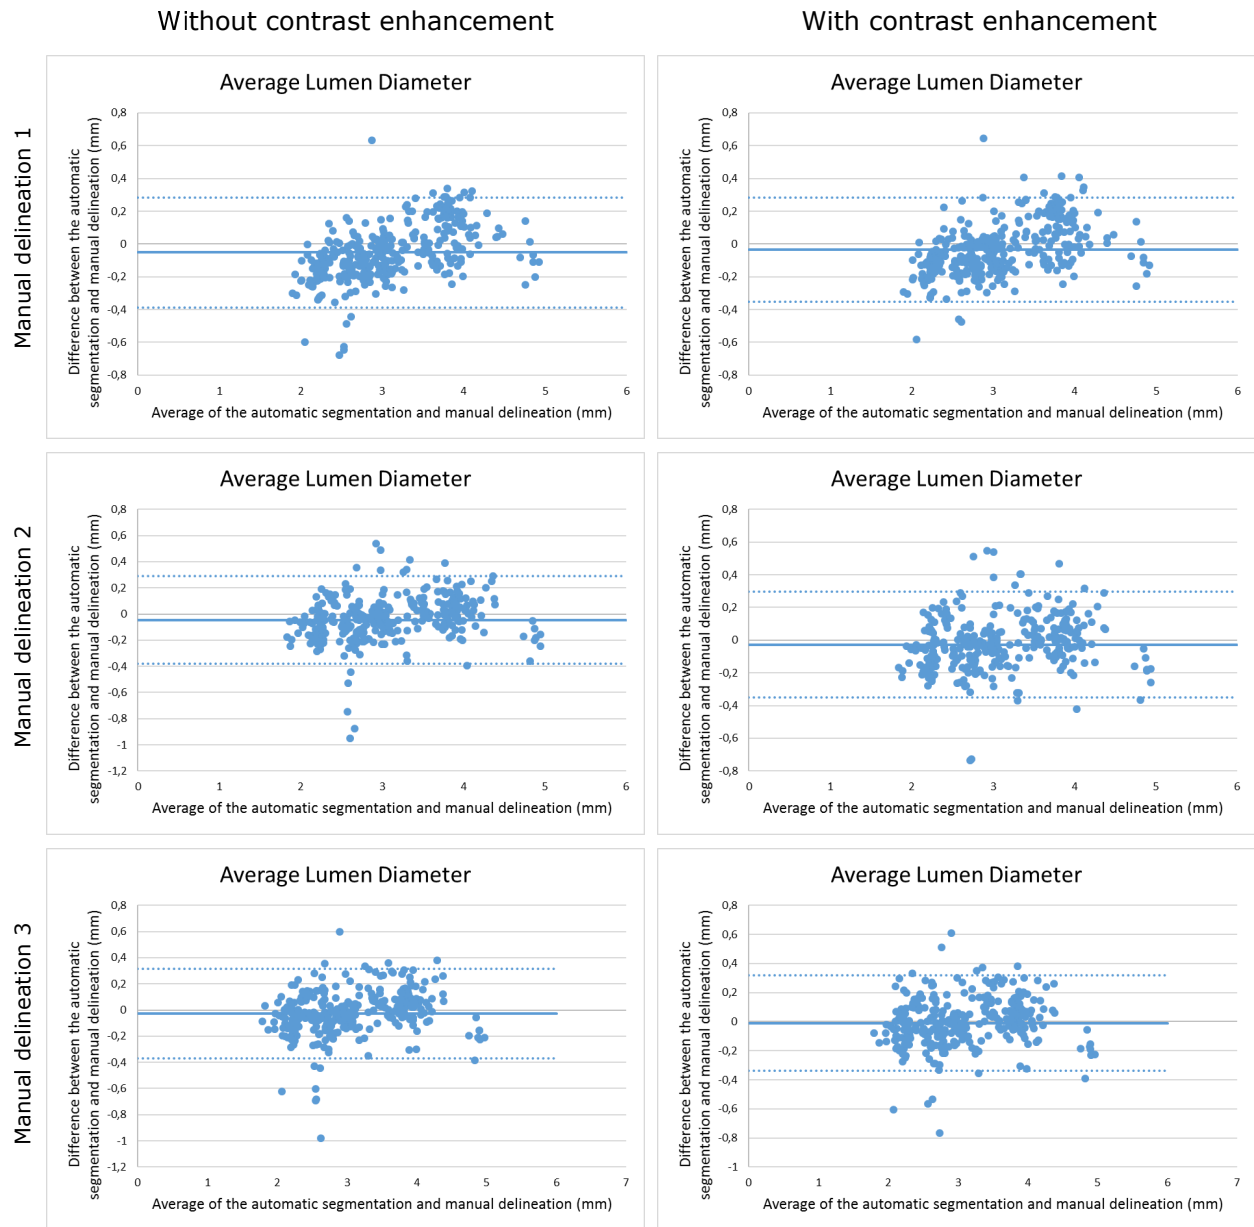 Without contrast enhancement
With contrast enhancement
Manual delineation 1
Average Lumen Diameter
Difference between the automatic
segmentation and manual delineation (mm)
0,8
0,6
0,4
0,2
0
-0,2
-0,4
-0,6
-0,8
0 1 2 3 4 5 6
Average of the automatic segmentation and manual delineation (mm)
Average Lumen Diameter
Difference between the automatic
segmentation and manual delineation (mm)
0,8
0,6
0,4
0,2
0
-0,2
-0,4
-0,6
-0,8
0 1 2 3 4 5 6
Average of the automatic segmentation and manual delineation (mm)
Manual delineation 2
Average Lumen Diameter
Difference between the automatic
segmentation and manual delineation (mm)
0,8
0,6
0,4
0,2
0
-0,2
-0,4
-0,6
-0,8
-1
-1,2
0 1 2 3 4 5 6
Average of the automatic segmentation and manual delineation (mm)
Average Lumen Diameter
Difference between the automatic
segmentation and manual delineation (mm)
0,8
0,6
0,4
0,2
0
-0,2
-0,4
-0,6
-0,8
0 1 2 3 4 5 6
Average of the automatic segmentation and manual delineation (mm)
Manual delineation 3
Average Lumen Diameter
Difference between the automatic
segmentation and manual delineation (mm)
0,8
0,6
0,4
0,2
0
-0,2
-0,4
-0,6
-0,8
-1
-1,2
0 1 2 3 4 5 6 7
Average of the automatic segmentation and manual delineation (mm)
Average Lumen Diameter
Difference between the automatic
segmentation and manual delineation (mm)
0,8
0,6
0,4
0,2
0
-0,2
-0,4
-0,6
-0,8
-1
0 1 2 3 4 5 6 7
Average of the automatic segmentation and manual delineation (mm)